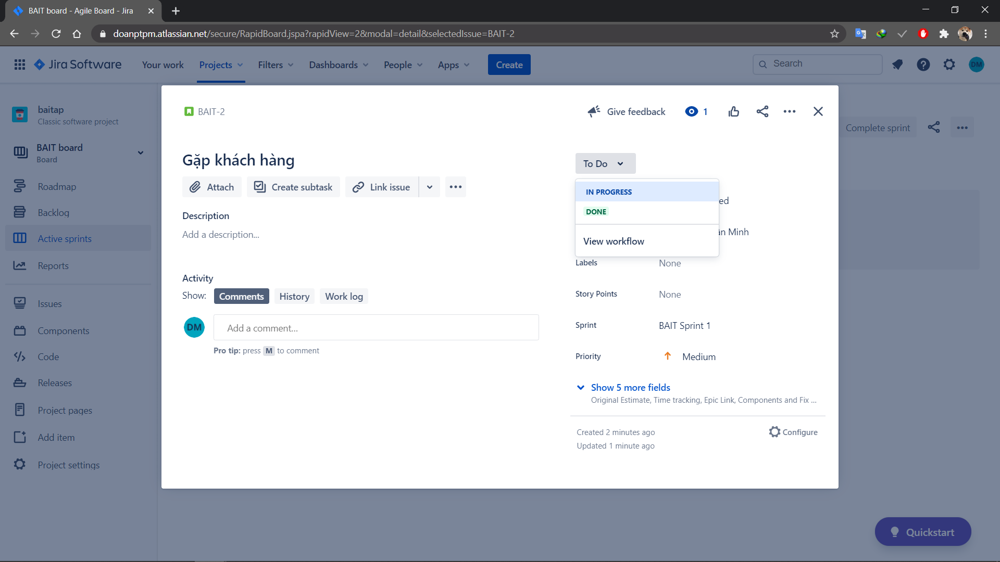 BAIT board - Agile Board - Jira
doanptpm.atlassian.net/secure/RapidBoard.jspa?rapidView=2&modal=detail&selectedIssue=BAIT-2
Jira Software
Your work
Projects
Filters
Dashboards
People
Apps
Create
Search
DM
baitap
Classic software project
BAIT board
Board
Roadmap
Backlog
Active sprints
Reports
Issues
Components
Code
Releases
Project pages
Add item
Project settings
Complete sprint
BAIT-2
Give feedback
1
Gặp khách hàng
Attach
Create subtask
Link issue
Description
Add a description...
Activity
Show:
Comments
History
Work log
DM
Add a comment...
Pro tip: press M to comment
To Do
IN PROGRESS
DONE
View workflow
ed
Minh
Labels
None
Story Points
None
Sprint
BAIT Sprint 1
Priority
Medium
Show 5 more fields
Original Estimate, Time tracking, Epic Link, Components and Fix ...
Created 2 minutes ago
Updated 1 minute ago
Configure
Quickstart